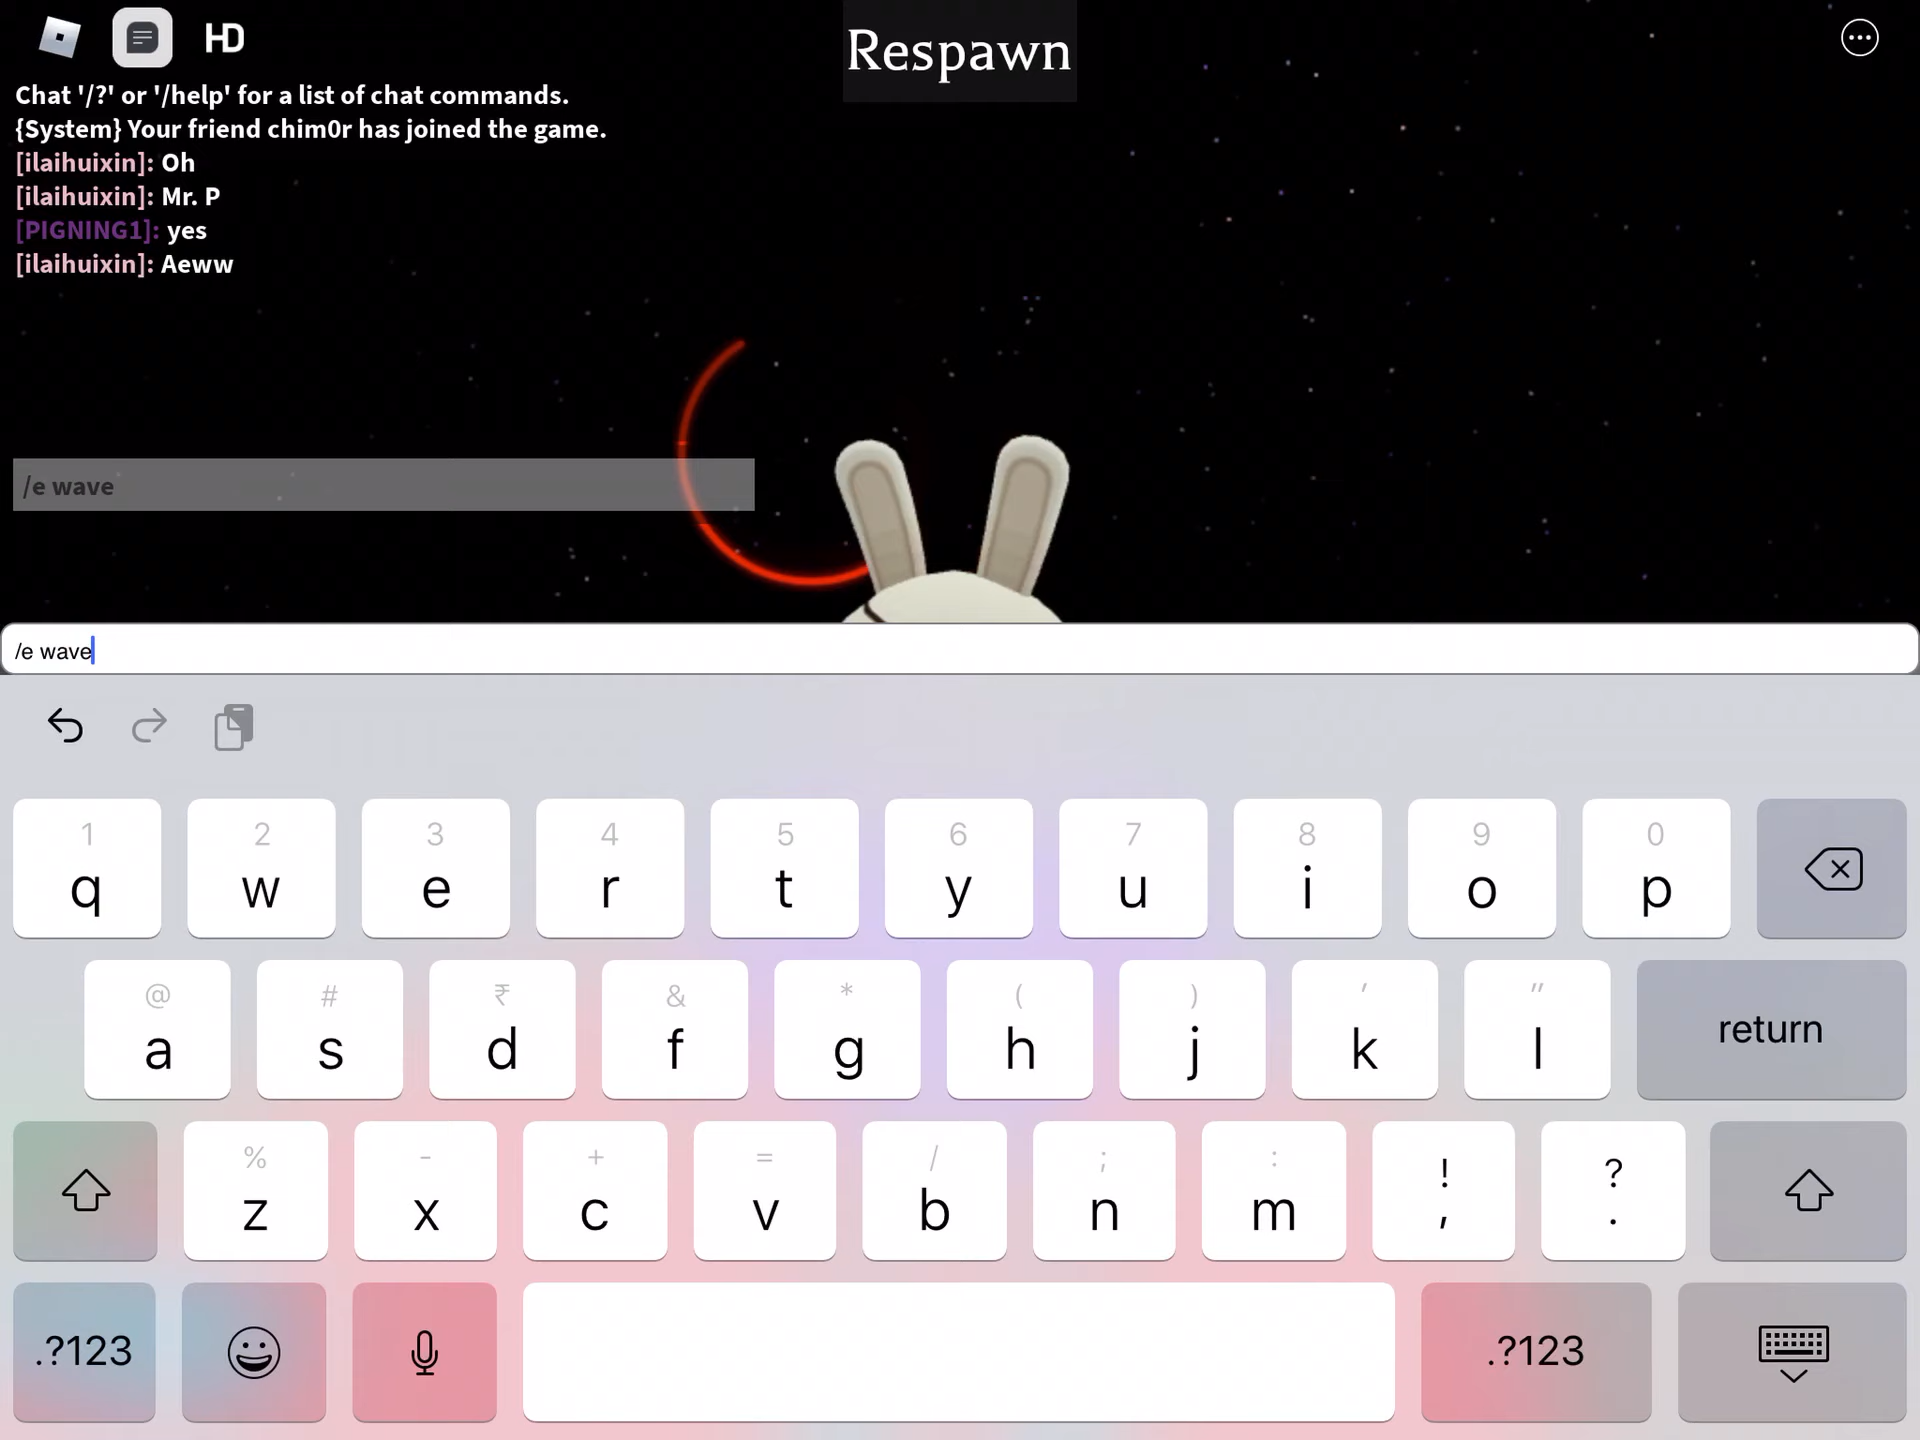 HD
Respawn
Chat '/?' or '/help' for a list of chat commands.
{System} Your friend chim0r has joined the game.
[ilaihuixin]: Oh
[ilaihuixin]: Mr. P
[PIGNING1]: yes
[ilaihuixin]: Aeww
/e wave
/e wave
1 2 3 4 5 6 7 8 9 0
q w e r t y u i o p
@ # ₹ & * ( ) ' "
a s d f g h j k l return
% - + = / ; : ! ?
z x c v b n m , .
.?123 .?123